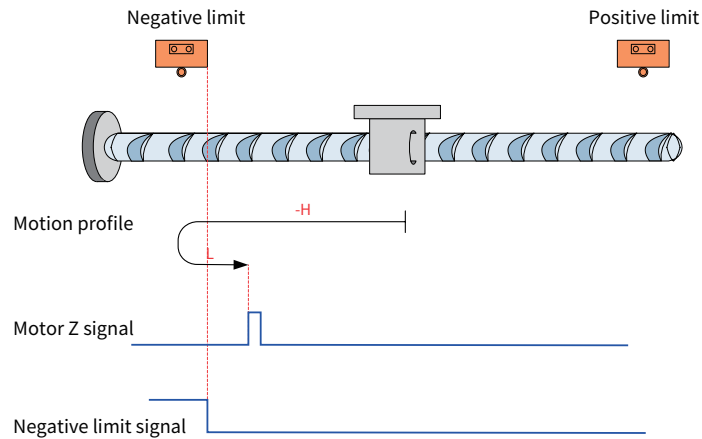 Negative limit
Positive limit
-H
Motion profile
L
Motor Z signal
Negative limit signal